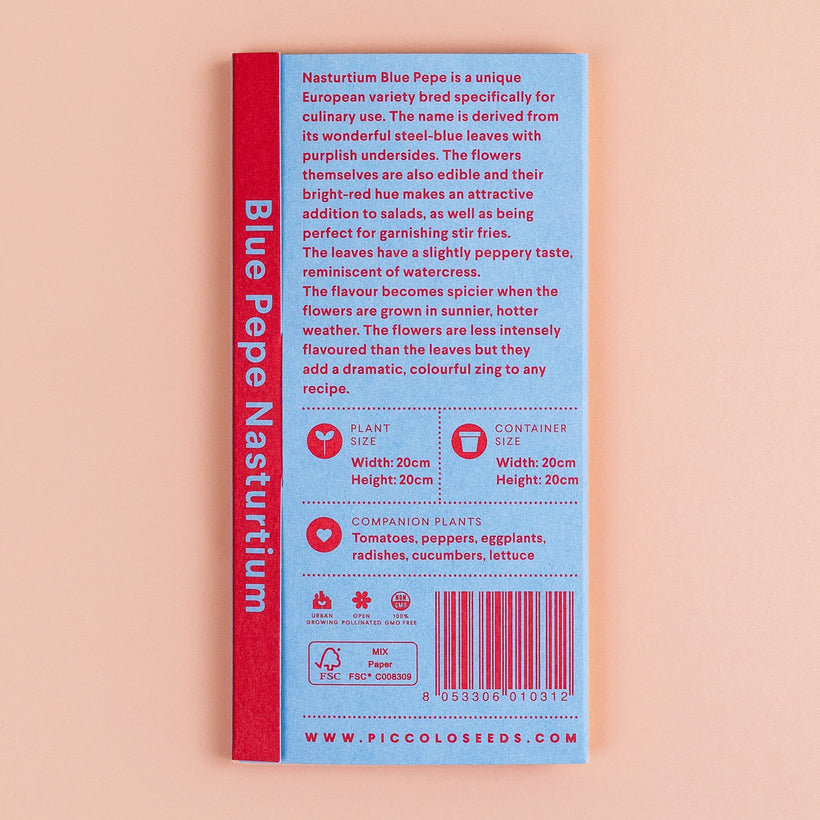 Blue Pepe Nasturtium
Nasturtium Blue Pepe is a unique
European variety bred specifically for
culinary use. The name is derived from
its wonderful steel-blue leaves with
purplish undersides. The flowers
themselves are also edible and their
bright-red hue makes an attractive
addition to salads, as well as being
perfect for garnishing stir fries.
The leaves have a slightly peppery taste,
reminiscent of watercress.
The flavour becomes spicier when the
flowers are grown in sunnier, hotter
weather. The flowers are less intensely
flavoured than the leaves but they
add a dramatic, colourful zing to any
recipe.
PLANT
SIZE
Width: 20cm
Height: 20cm
CONTAINER
SIZE
Width: 20cm
Height: 20cm
COMPANION PLANTS
Tomatoes, peppers, eggplants,
radishes, cucumbers, lettuce
URBAN
GROWING
OPEN
POLLINATED
NON
GMO
100%
GMO FREE
FSC
MIX
Paper
FSC® C008309
8 053306 010312
WWW.PICCOLOSEEDS.COM